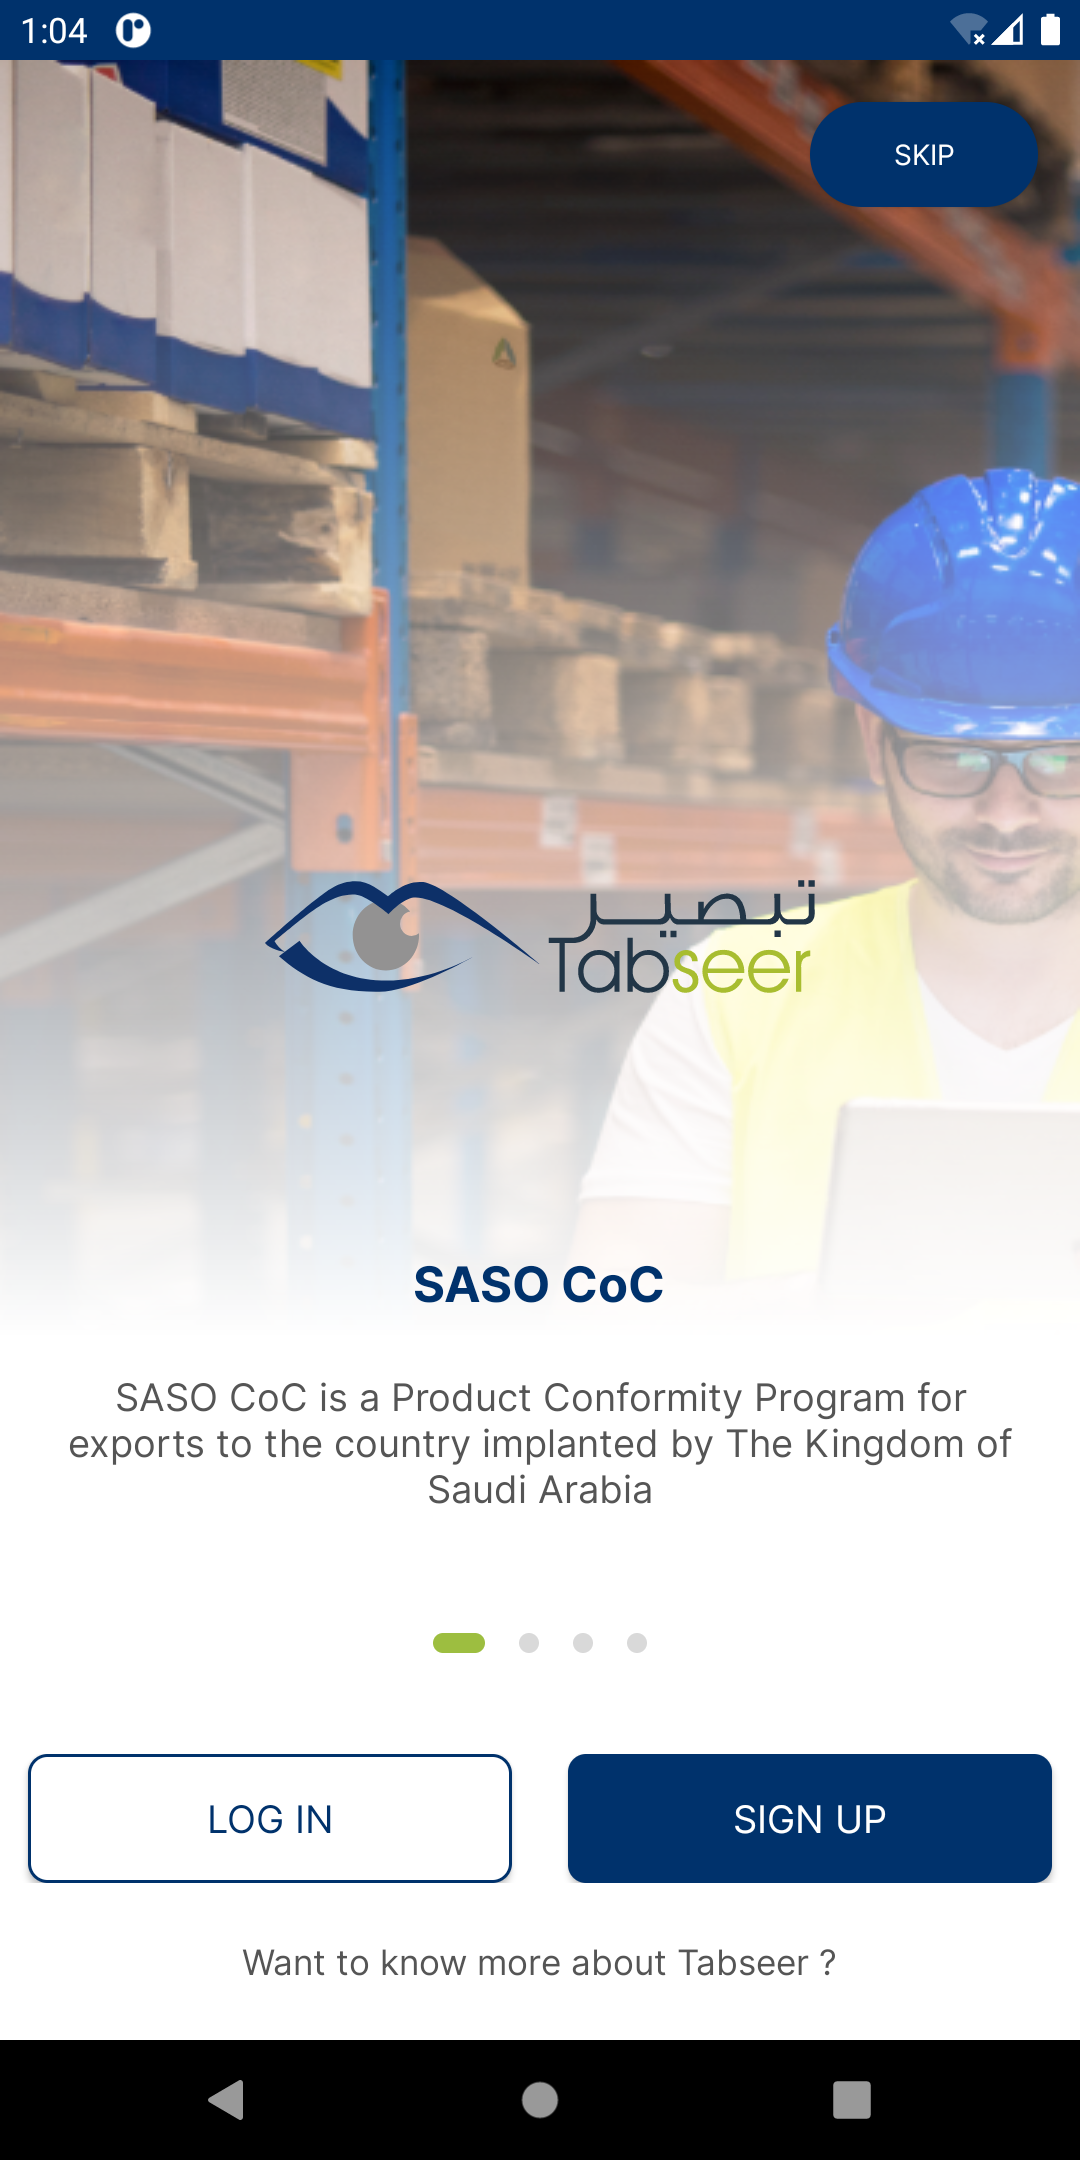 1:04
SKIP
تبصير
Tabseer
SASO CoC
SASO CoC is a Product Conformity Program for
exports to the country implanted by The Kingdom of
Saudi Arabia
LOG IN
SIGN UP
Want to know more about Tabseer ?